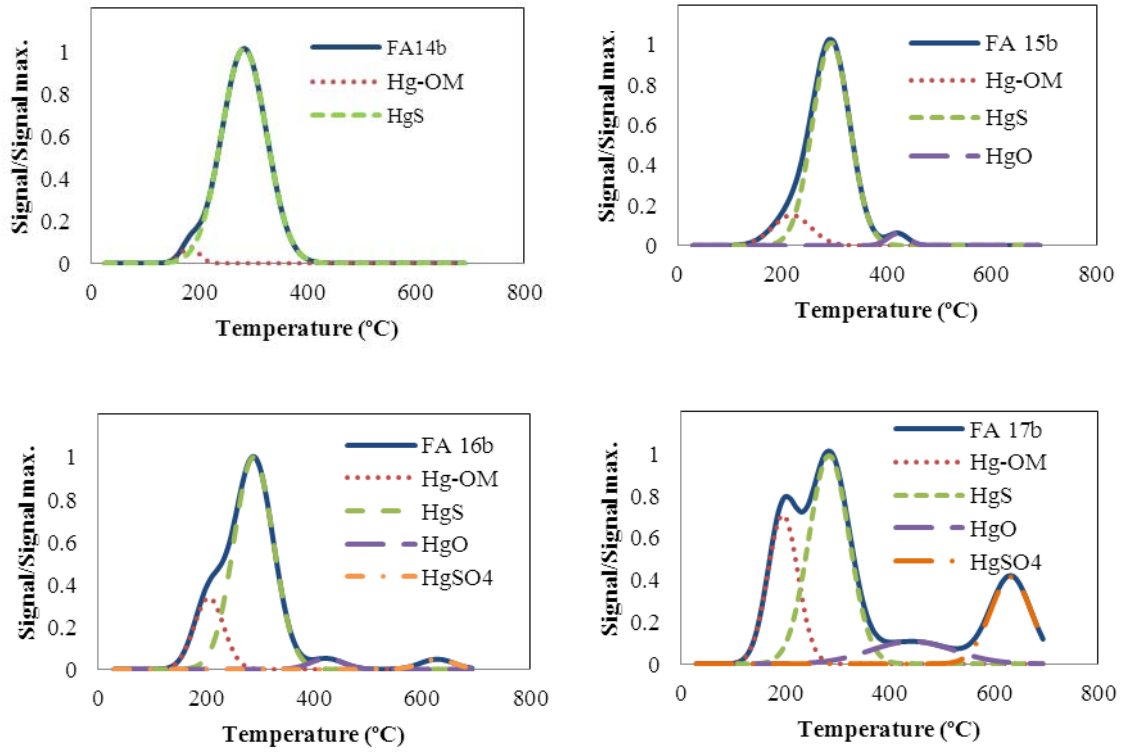 Signal/Signal max.
1
0.8
0.6
0.4
0.2
0
FA14b
Hg-OM
HgS
0 200 400 600 800
Temperature (ºC)
Signal/Signal max.
1
0.8
0.6
0.4
0.2
0
FA 15b
Hg-OM
HgS
HgO
0 200 400 600 800
Temperature (ºC)
Signal/Signal max.
1
0.8
0.6
0.4
0.2
0
FA 16b
Hg-OM
HgS
HgO
HgSO4
0 200 400 600 800
Temperature (ºC)
Signal/Signal max.
1
0.8
0.6
0.4
0.2
0
FA 17b
Hg-OM
HgS
HgO
HgSO4
0 200 400 600 800
Temperature (ºC)